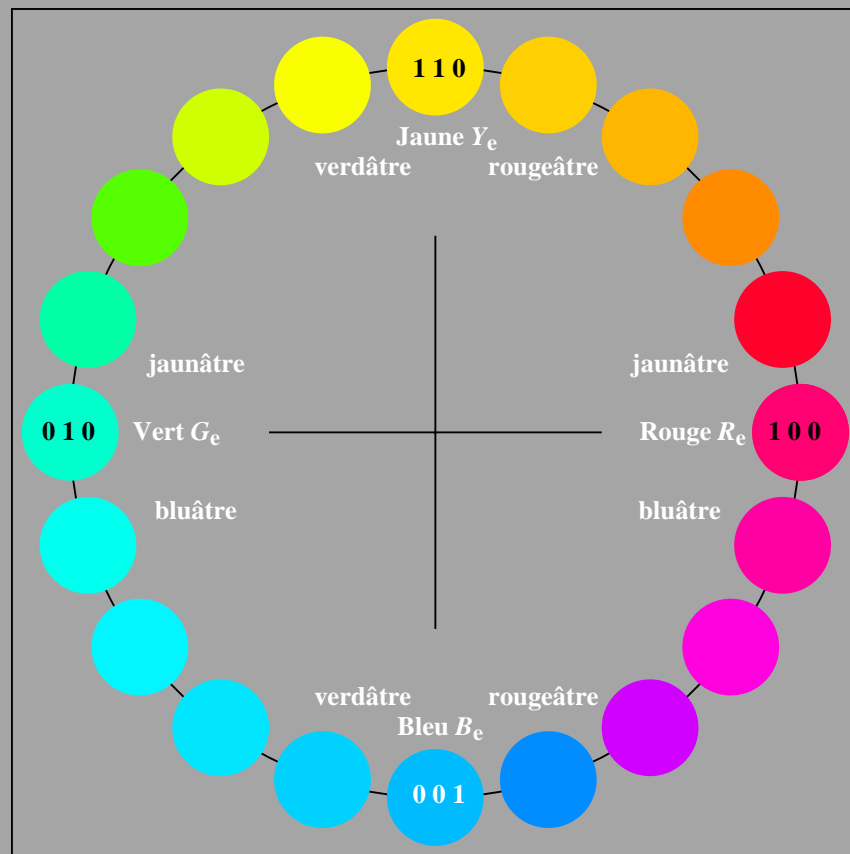 1 1 0
Jaune Yₑ
verdâtre rougeâtre
jaunâtre jaunâtre
0 1 0 Vert Gₑ Rouge Rₑ 1 0 0
bluâtre bluâtre
verdâtre rougeâtre
Bleu Bₑ
0 0 1